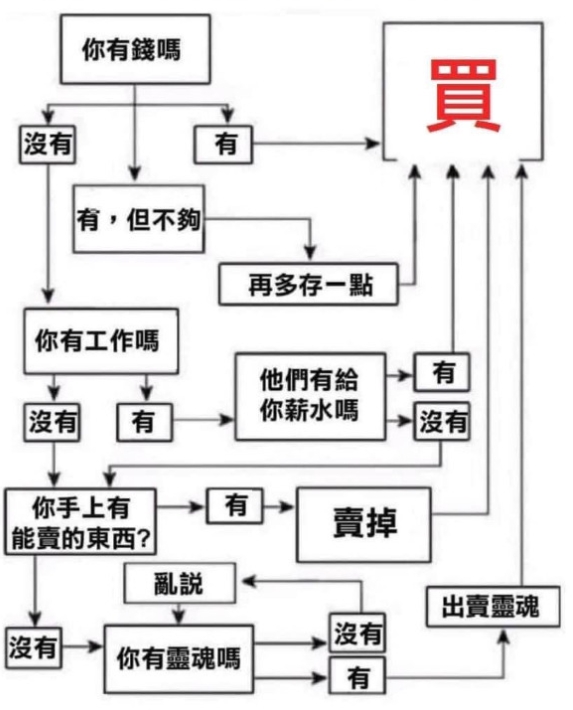 你有錢嗎
買
沒有
有
有，但不夠
再多存一點
你有工作嗎
他們有給
你薪水嗎
有
沒有
沒有
有
你手上有
能賣的東西?
有
賣掉
亂説
出賣靈魂
沒有
你有靈魂嗎
沒有
有